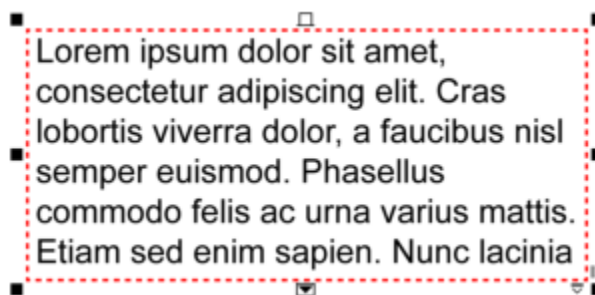 Lorem ipsum dolor sit amet,
consectetur adipiscing elit. Cras
lobortis viverra dolor, a faucibus nisl
semper euismod. Phasellus
commodo felis ac urna varius mattis.
Etiam sed enim sapien. Nunc lacinia